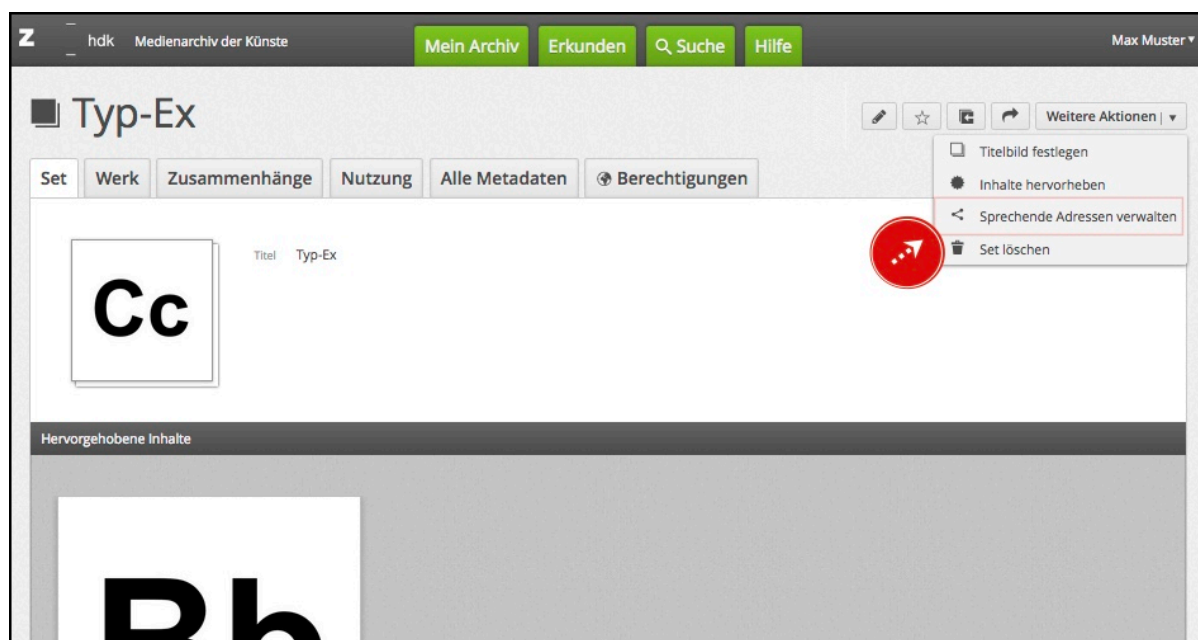 Z hdk Medienarchiv der Künste Mein Archiv Erkunden Suche Hilfe Max Muster
Typ-Ex
Weitere Aktionen
Titelbild festlegen
Inhalte hervorheben
Sprechende Adressen verwalten
Set löschen
Set Werk Zusammenhänge Nutzung Alle Metadaten Berechtigungen
Titel Typ-Ex
Cc
Hervorgehobene Inhalte
Bb